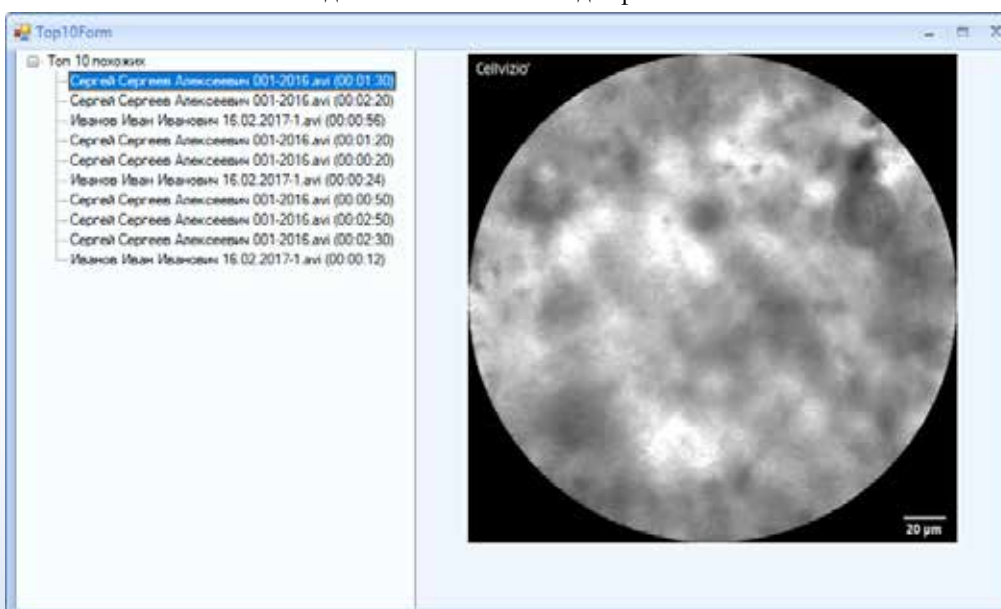 Top10Form
Топ 10 похожих
Сергей Сергеев Алексеевич 001-2016.avi (00:01:30)
Сергей Сергеев Алексеевич 001-2016.avi (00:02:20)
Иванов Иван Иванович 16.02.2017-1.avi (00:00:56)
Сергей Сергеев Алексеевич 001-2016.avi (00:01:20)
Сергей Сергеев Алексеевич 001-2016.avi (00:00:20)
Иванов Иван Иванович 16.02.2017-1.avi (00:00:24)
Сергей Сергеев Алексеевич 001-2016.avi (00:00:50)
Сергей Сергеев Алексеевич 001-2016.avi (00:02:50)
Сергей Сергеев Алексеевич 001-2016.avi (00:02:30)
Иванов Иван Иванович 16.02.2017-1.avi (00:00:12)
Cellvizio
20 µm